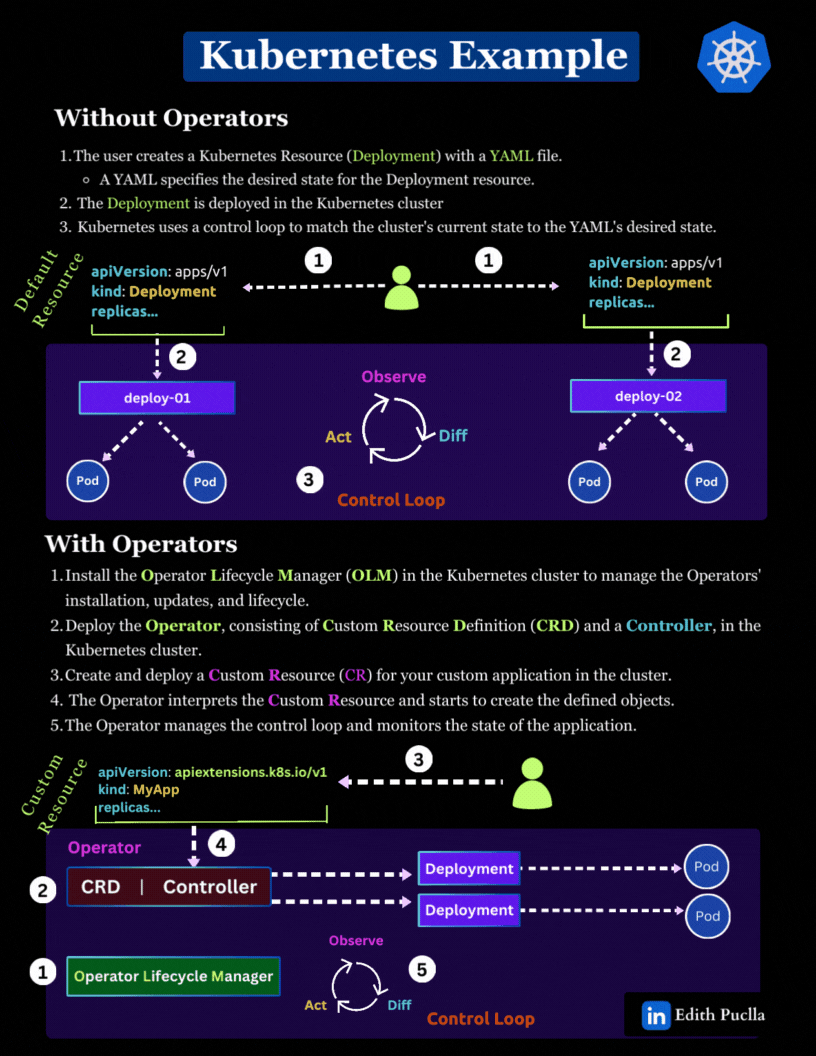 Kubernetes Example
Without Operators
1. The user creates a Kubernetes Resource (Deployment) with a YAML file.
A YAML specifies the desired state for the Deployment resource.
2. The Deployment is deployed in the Kubernetes cluster
3. Kubernetes uses a control loop to match the cluster's current state to the YAML's desired state.
Default
Resource
apiVersion: apps/v1
kind: Deployment
replicas...
1
1
apiVersion: apps/v1
kind: Deployment
replicas...
2
2
deploy-01
Pod
Pod
Observe
Act
Diff
3
Control Loop
deploy-02
Pod
Pod
With Operators
1. Install the Operator Lifecycle Manager (OLM) in the Kubernetes cluster to manage the Operators'
installation, updates, and lifecycle.
2. Deploy the Operator, consisting of Custom Resource Definition (CRD) and a Controller, in the
Kubernetes cluster.
3. Create and deploy a Custom Resource (CR) for your custom application in the cluster.
4. The Operator interprets the Custom Resource and starts to create the defined objects.
5. The Operator manages the control loop and monitors the state of the application.
Custom
Resource
apiVersion: apiextensions.k8s.io/v1
kind: MyApp
replicas...
3
4
Operator
2
CRD | Controller
Deployment
Pod
Deployment
Pod
1
Operator Lifecycle Manager
Observe
Act
Diff
5
Control Loop
in Edith Puclla